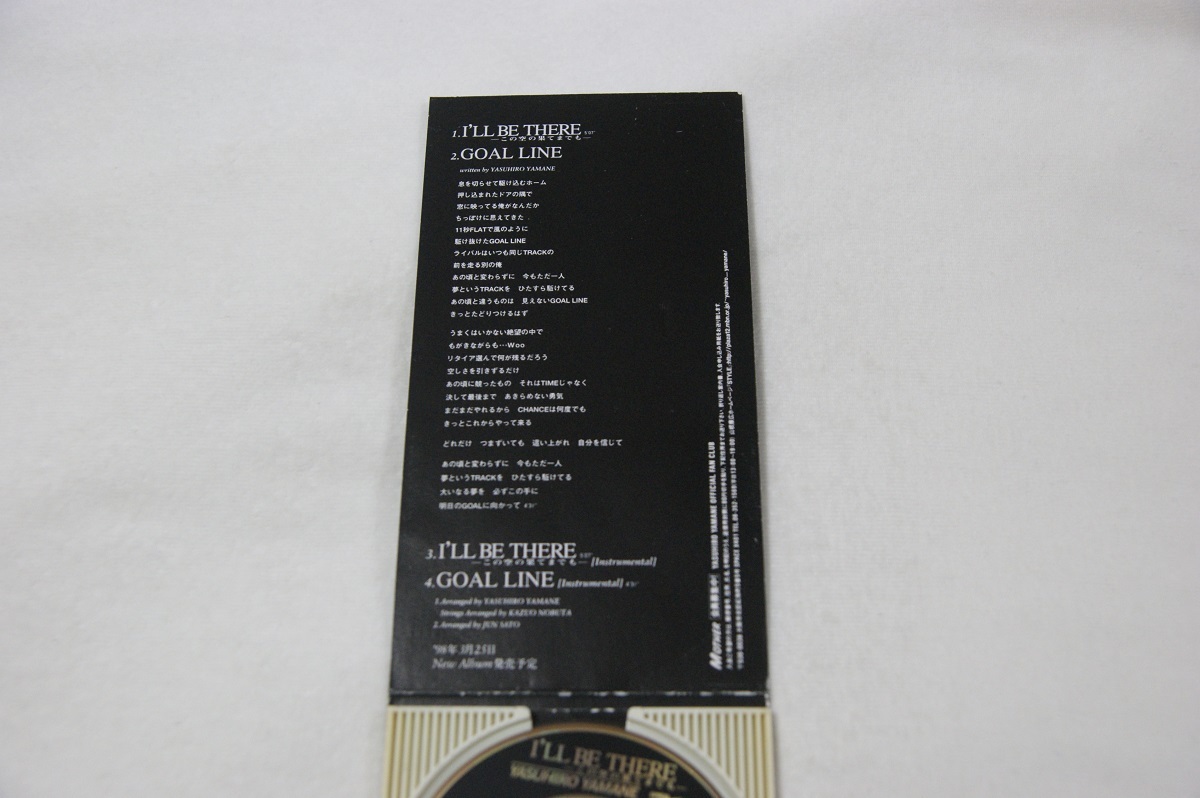 1.I'LL BE THERE 5'07"
—この空の果てまでも—
2.GOAL LINE
written by YASUHIRO YAMANE
息を切らせて駆け込むホーム
押し込まれたドアの隅で
窓に映ってる俺がなんだか
ちっぽけに思えてきた
11秒FLATで風のように
駆け抜けたGOAL LINE
ライバルはいつも同じTRACKの
前を走る別の俺
あの頃と変わらずに 今もただ一人
夢というTRACKを ひたすら駆けてる
あの頃と違うものは 見えないGOAL LINE
きっとたどりつけるはず
うまくはいかない絶望の中で
もがきながらも…Woo
リタイア選んで何が残るだろう
空しさを引きずるだけ
あの頃に競ったもの それはTIMEじゃなく
決して最後まで あきらめない勇気
まだまだやれるから CHANCEは何度でも
きっとこれからやって来る
どれだけ つまずいても 這い上がれ 自分を信じて
あの頃と変わらずに 今もただ一人
夢というTRACKを ひたすら駆けてる
大いなる夢を 必ずこの手に
明日のGOALに向かって
3.I'LL BE THERE
—この空の果てまでも—[Instrumental]
4.GOAL LINE [Instrumental]
1.Arranged by YASUHIRO YAMANE
Strings Arranged by KAZUO NOBUTA
2.Arranged by JUN SATO
'98年3月25日
New Album発売予定
MOTHER 会員募集中! YASUHIRO YAMANE OFFICIAL FAN CLUB
I'LL BE THERE
YASUHIRO YAMANE